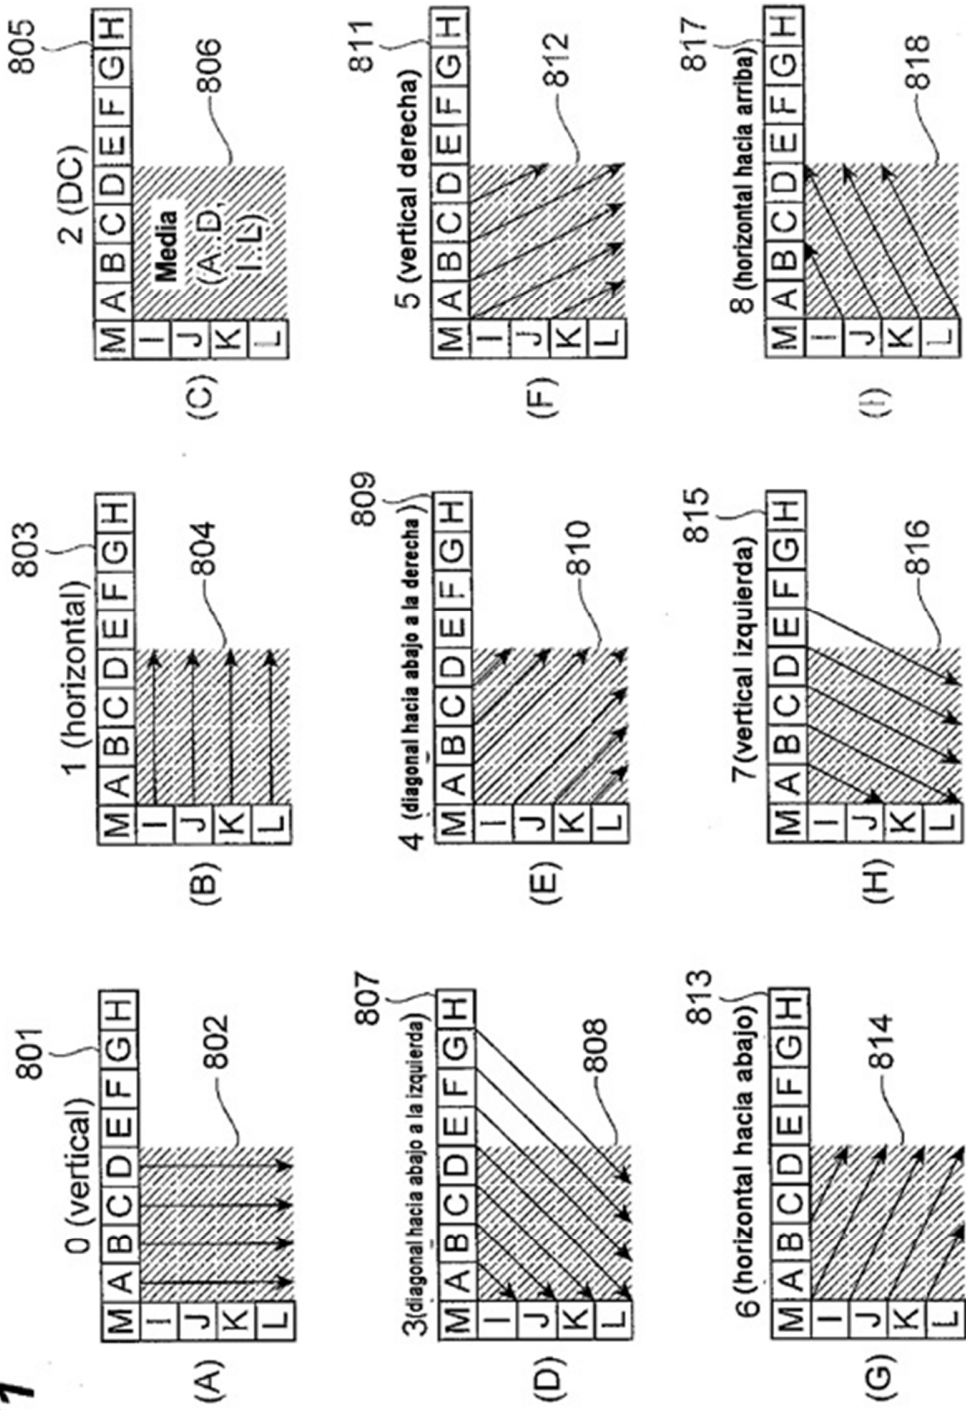 0 (vertical)
801
M A B C D E F G H
I
J
K
L
802
(A)
1 (horizontal)
803
M A B C D E F G H
I
J
K
L
804
(B)
2 (DC)
805
M A B C D E F G H
I
J
K
L
Media
(A..D,
I..L)
806
(C)
3(diagonal hacia abajo a la izquierda)
807
M A B C D E F G H
I
J
K
L
808
(D)
4 (diagonal hacia abajo a la derecha )
809
M A B C D E F G H
I
J
K
L
810
(E)
5 (vertical derecha)
811
M A B C D E F G H
I
J
K
L
812
(F)
6 (horizontal hacia abajo)
813
M A B C D E F G H
I
J
K
L
814
(G)
7(vertical izquierda)
815
M A B C D E F G H
I
J
K
L
816
(H)
8 (horizontal hacia arriba)
817
M A B C D E F G H
I
J
K
L
818
(I)